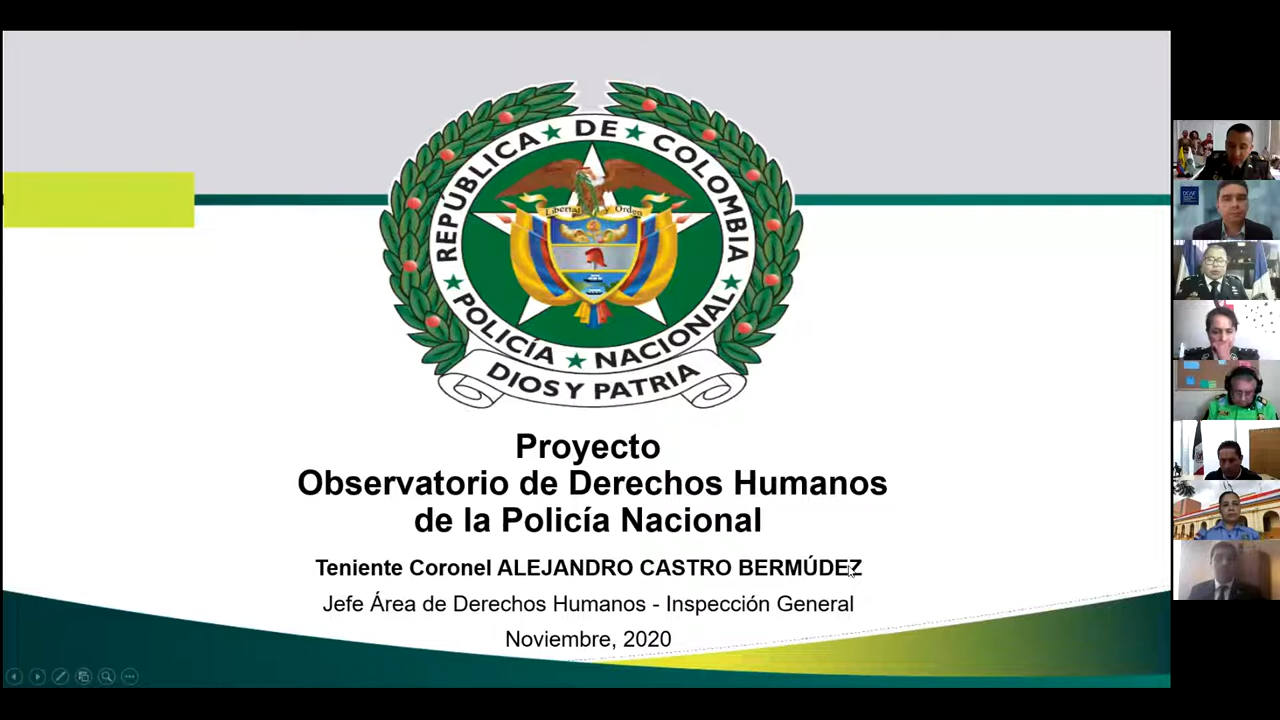 REPÚBLICA DE COLOMBIA
Libertad y Orden
POLICÍA NACIONAL
DIOS Y PATRIA
Proyecto
Observatorio de Derechos Humanos
de la Policía Nacional
Teniente Coronel ALEJANDRO CASTRO BERMÚDEZ
Jefe Área de Derechos Humanos - Inspección General
Noviembre, 2020
DCAF